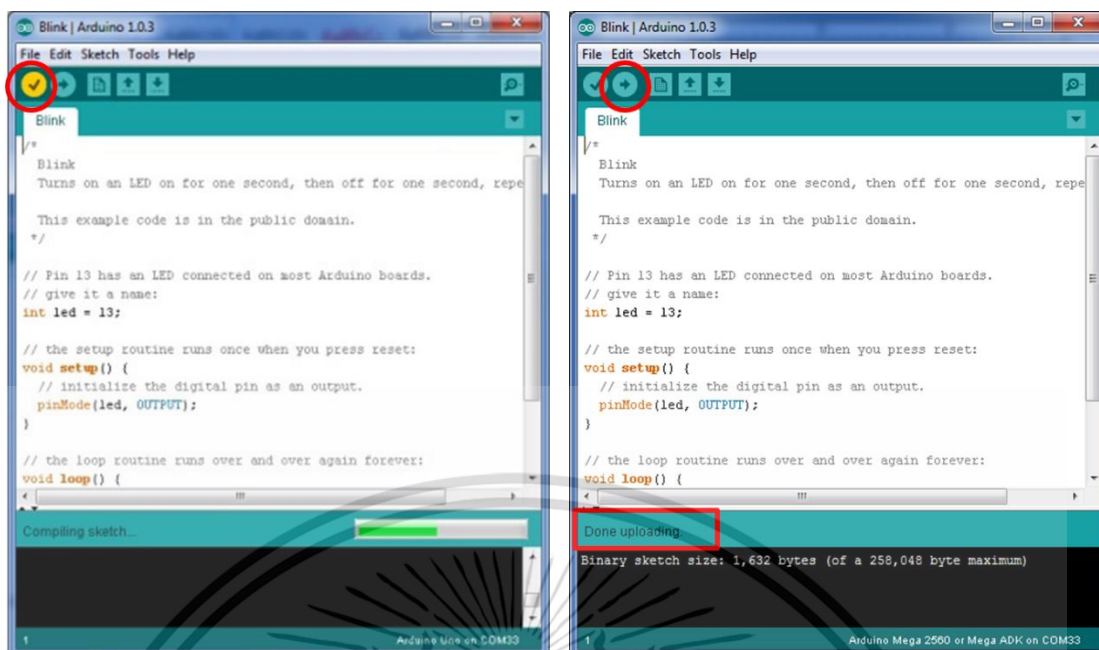 Blink | Arduino 1.0.3
File Edit Sketch Tools Help
Blink
/*
Blink
Turns on an LED on for one second, then off for one second, repe
This example code is in the public domain.
*/
// Pin 13 has an LED connected on most Arduino boards.
// give it a name:
int led = 13;
// the setup routine runs once when you press reset:
void setup() {
// initialize the digital pin as an output.
pinMode(led, OUTPUT);
}
// the loop routine runs over and over again forever:
void loop() {
Compiling sketch...
1
Arduino Uno on COM33
Blink | Arduino 1.0.3
File Edit Sketch Tools Help
Blink
/*
Blink
Turns on an LED on for one second, then off for one second, repe
This example code is in the public domain.
*/
// Pin 13 has an LED connected on most Arduino boards.
// give it a name:
int led = 13;
// the setup routine runs once when you press reset:
void setup() {
// initialize the digital pin as an output.
pinMode(led, OUTPUT);
}
// the loop routine runs over and over again forever:
void loop() {
Done uploading.
Binary sketch size: 1,632 bytes (of a 258,048 byte maximum)
1
Arduino Mega 2560 or Mega ADK on COM33